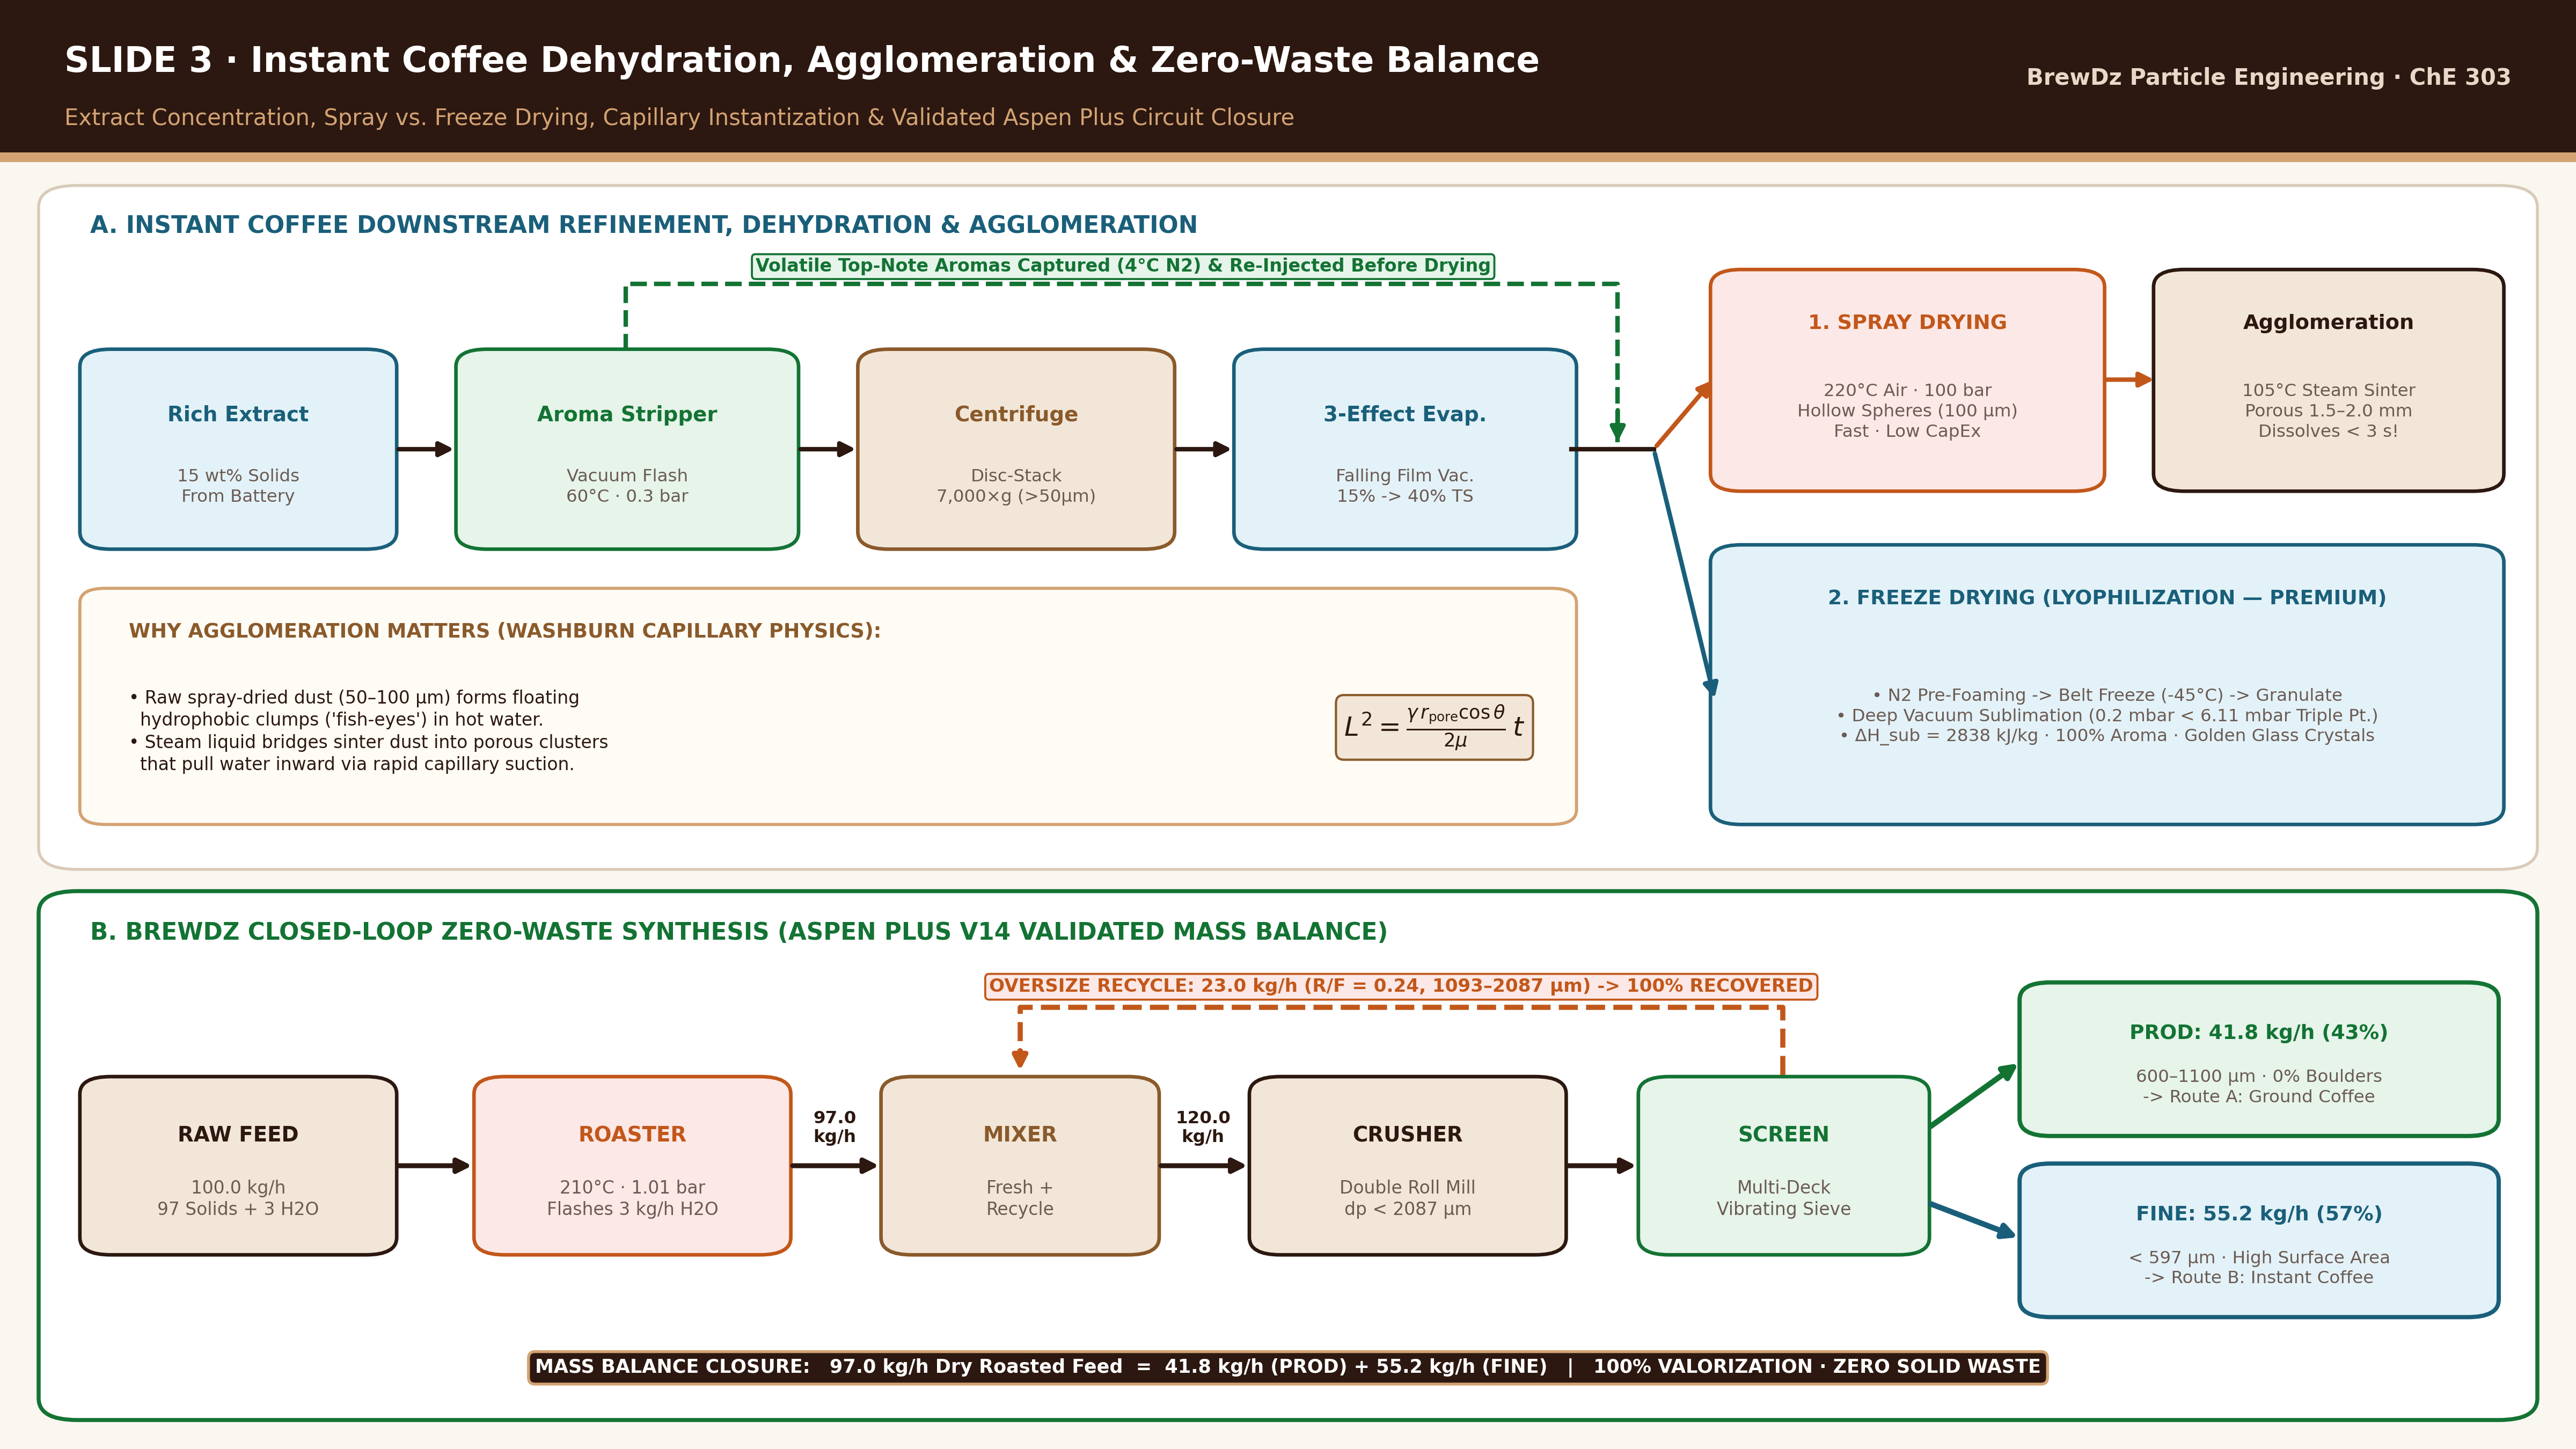 SLIDE 3 · Instant Coffee Dehydration, Agglomeration & Zero-Waste Balance
Extract Concentration, Spray vs. Freeze Drying, Capillary Instantization & Validated Aspen Plus Circuit Closure
BrewDz Particle Engineering · ChE 303
A. INSTANT COFFEE DOWNSTREAM REFINEMENT, DEHYDRATION & AGGLOMERATION
Volatile Top-Note Aromas Captured (4°C N2) & Re-Injected Before Drying
Rich Extract
15 wt% Solids
From Battery
Aroma Stripper
Vacuum Flash
60°C · 0.3 bar
Centrifuge
Disc-Stack
7,000×g (>50µm)
3-Effect Evap.
Falling Film Vac.
15% -> 40% TS
1. SPRAY DRYING
220°C Air · 100 bar
Hollow Spheres (100 µm)
Fast · Low CapEx
Agglomeration
105°C Steam Sinter
Porous 1.5–2.0 mm
Dissolves < 3 s!
2. FREEZE DRYING (LYOPHILIZATION — PREMIUM)
• N2 Pre-Foaming -> Belt Freeze (-45°C) -> Granulate
• Deep Vacuum Sublimation (0.2 mbar < 6.11 mbar Triple Pt.)
• ΔH_sub = 2838 kJ/kg · 100% Aroma · Golden Glass Crystals
WHY AGGLOMERATION MATTERS (WASHBURN CAPILLARY PHYSICS):
• Raw spray-dried dust (50–100 µm) forms floating
hydrophobic clumps ('fish-eyes') in hot water.
• Steam liquid bridges sinter dust into porous clusters
that pull water inward via rapid capillary suction.
L² = γ r_pore cos θ / 2µ t
B. BREWDZ CLOSED-LOOP ZERO-WASTE SYNTHESIS (ASPEN PLUS V14 VALIDATED MASS BALANCE)
OVERSIZE RECYCLE: 23.0 kg/h (R/F = 0.24, 1093–2087 µm) -> 100% RECOVERED
RAW FEED
100.0 kg/h
97 Solids + 3 H2O
ROASTER
210°C · 1.01 bar
Flashes 3 kg/h H2O
97.0
kg/h
MIXER
Fresh +
Recycle
120.0
kg/h
CRUSHER
Double Roll Mill
dp < 2087 µm
SCREEN
Multi-Deck
Vibrating Sieve
PROD: 41.8 kg/h (43%)
600–1100 µm · 0% Boulders
-> Route A: Ground Coffee
FINE: 55.2 kg/h (57%)
< 597 µm · High Surface Area
-> Route B: Instant Coffee
MASS BALANCE CLOSURE: 97.0 kg/h Dry Roasted Feed = 41.8 kg/h (PROD) + 55.2 kg/h (FINE) | 100% VALORIZATION · ZERO SOLID WASTE